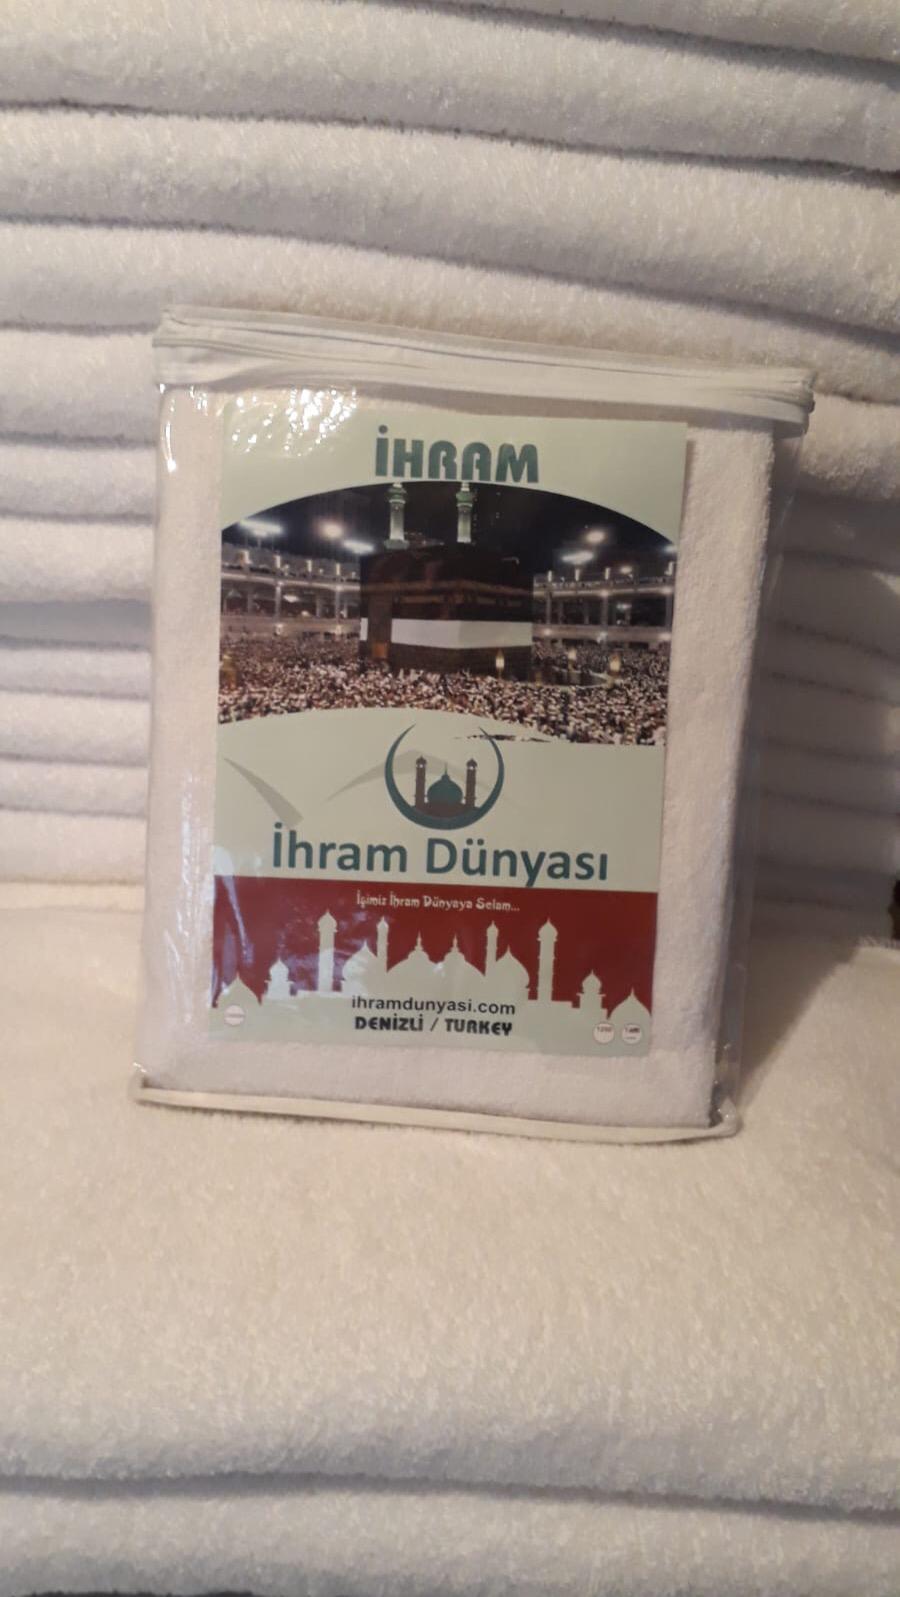 İHRAM
İhram Dünyası
İşimiz İhram Dünyaya Selam...
ihramdunyasi.com
DENİZLİ / TURKEY